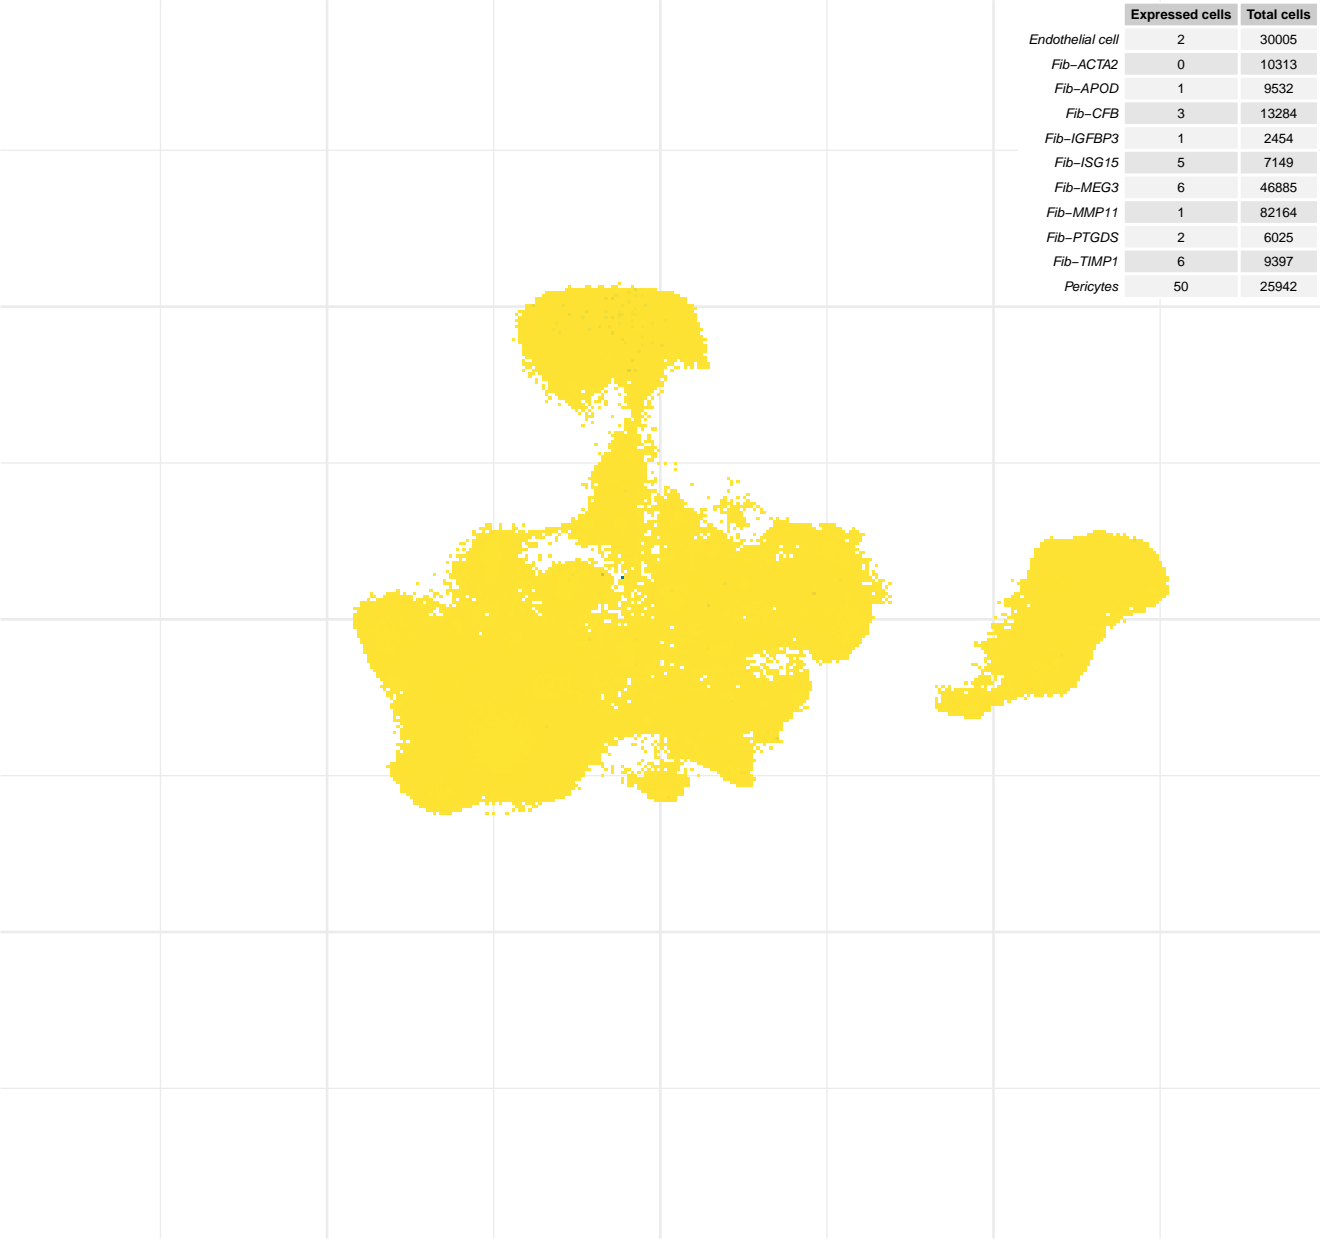 Expressed cells Total cells
Endothelial cell 2 30005
Fib−ACTA2 0 10313
Fib−APOD 1 9532
Fib−CFB 3 13284
Fib−IGFBP3 1 2454
Fib−ISG15 5 7149
Fib−MEG3 6 46885
Fib−MMP11 1 82164
Fib−PTGDS 2 6025
Fib−TIMP1 6 9397
Pericytes 50 25942